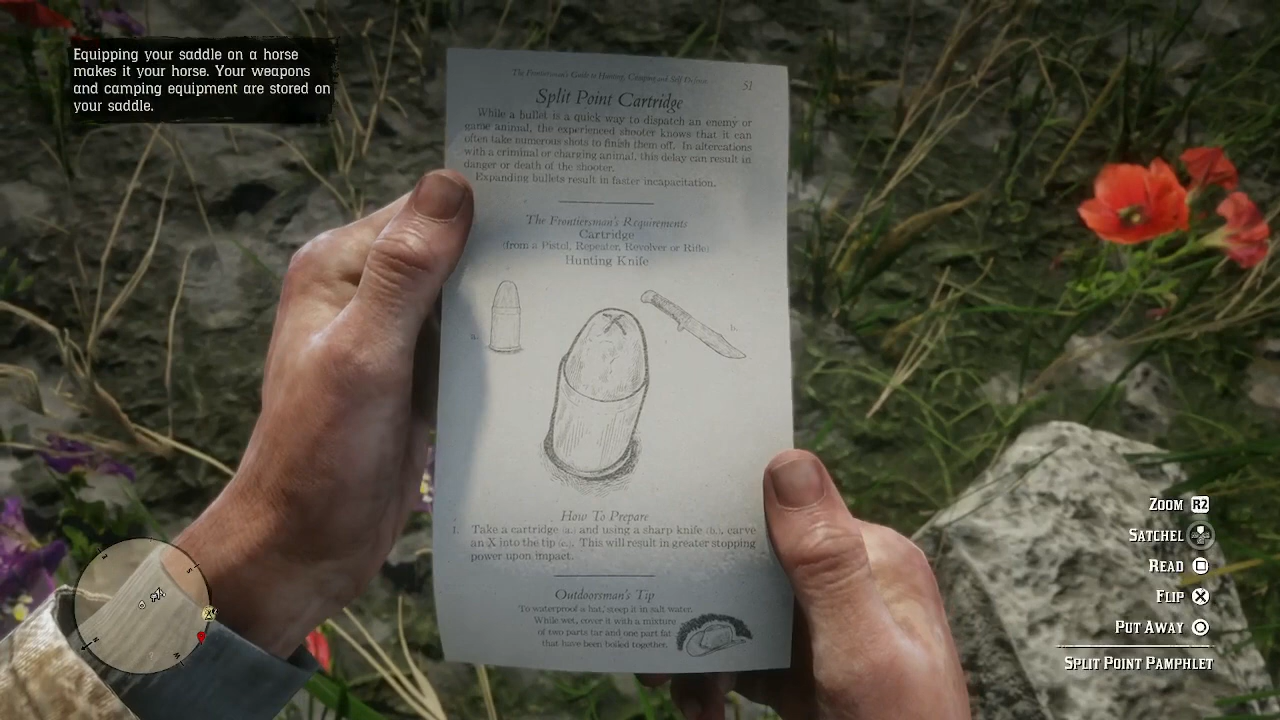 Equipping your saddle on a horse
makes it your horse. Your weapons
and camping equipment are stored on
your saddle.
The Frontiersman's Guide to Hunting, Camping and Self Defense
51
Split Point Cartridge
While a bullet is a quick way to dispatch an enemy or
game animal, the experienced shooter knows that it can
often take numerous shots to finish them off. In altercations
with a criminal or charging animal, this delay can result in
danger or death of the shooter.
Expanding bullets result in faster incapacitation.
The Frontiersman's Requirements
Cartridge
(from a Pistol, Repeater, Revolver or Rifle)
Hunting Knife
a.
b.
How To Prepare
1. Take a cartridge (a.) and using a sharp knife (b.), carve
an X into the tip (c.). This will result in greater stopping
power upon impact.
Outdoorsman's Tip
To waterproof a hat, steep it in salt water.
While wet, cover it with a mixture
of two parts tar and one part fat
that have been boiled together.
N
S
W
Zoom R2
Satchel
Read
Flip
Put Away
Split Point Pamphlet